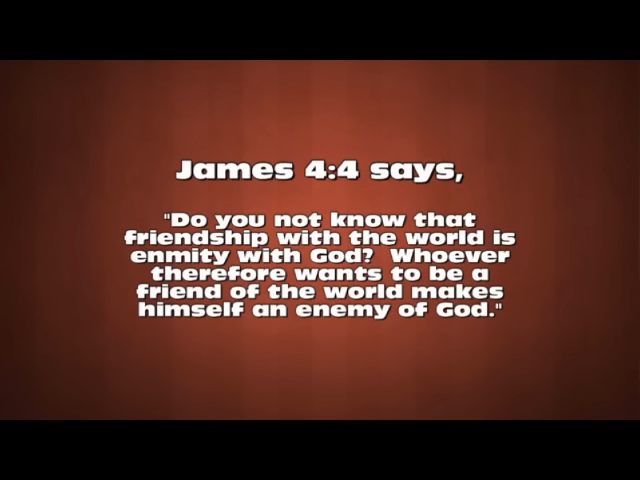 James 4:4 says,
"Do you not know that
friendship with the world is
enmity with God?  Whoever
therefore wants to be a
friend of the world makes
himself an enemy of God."